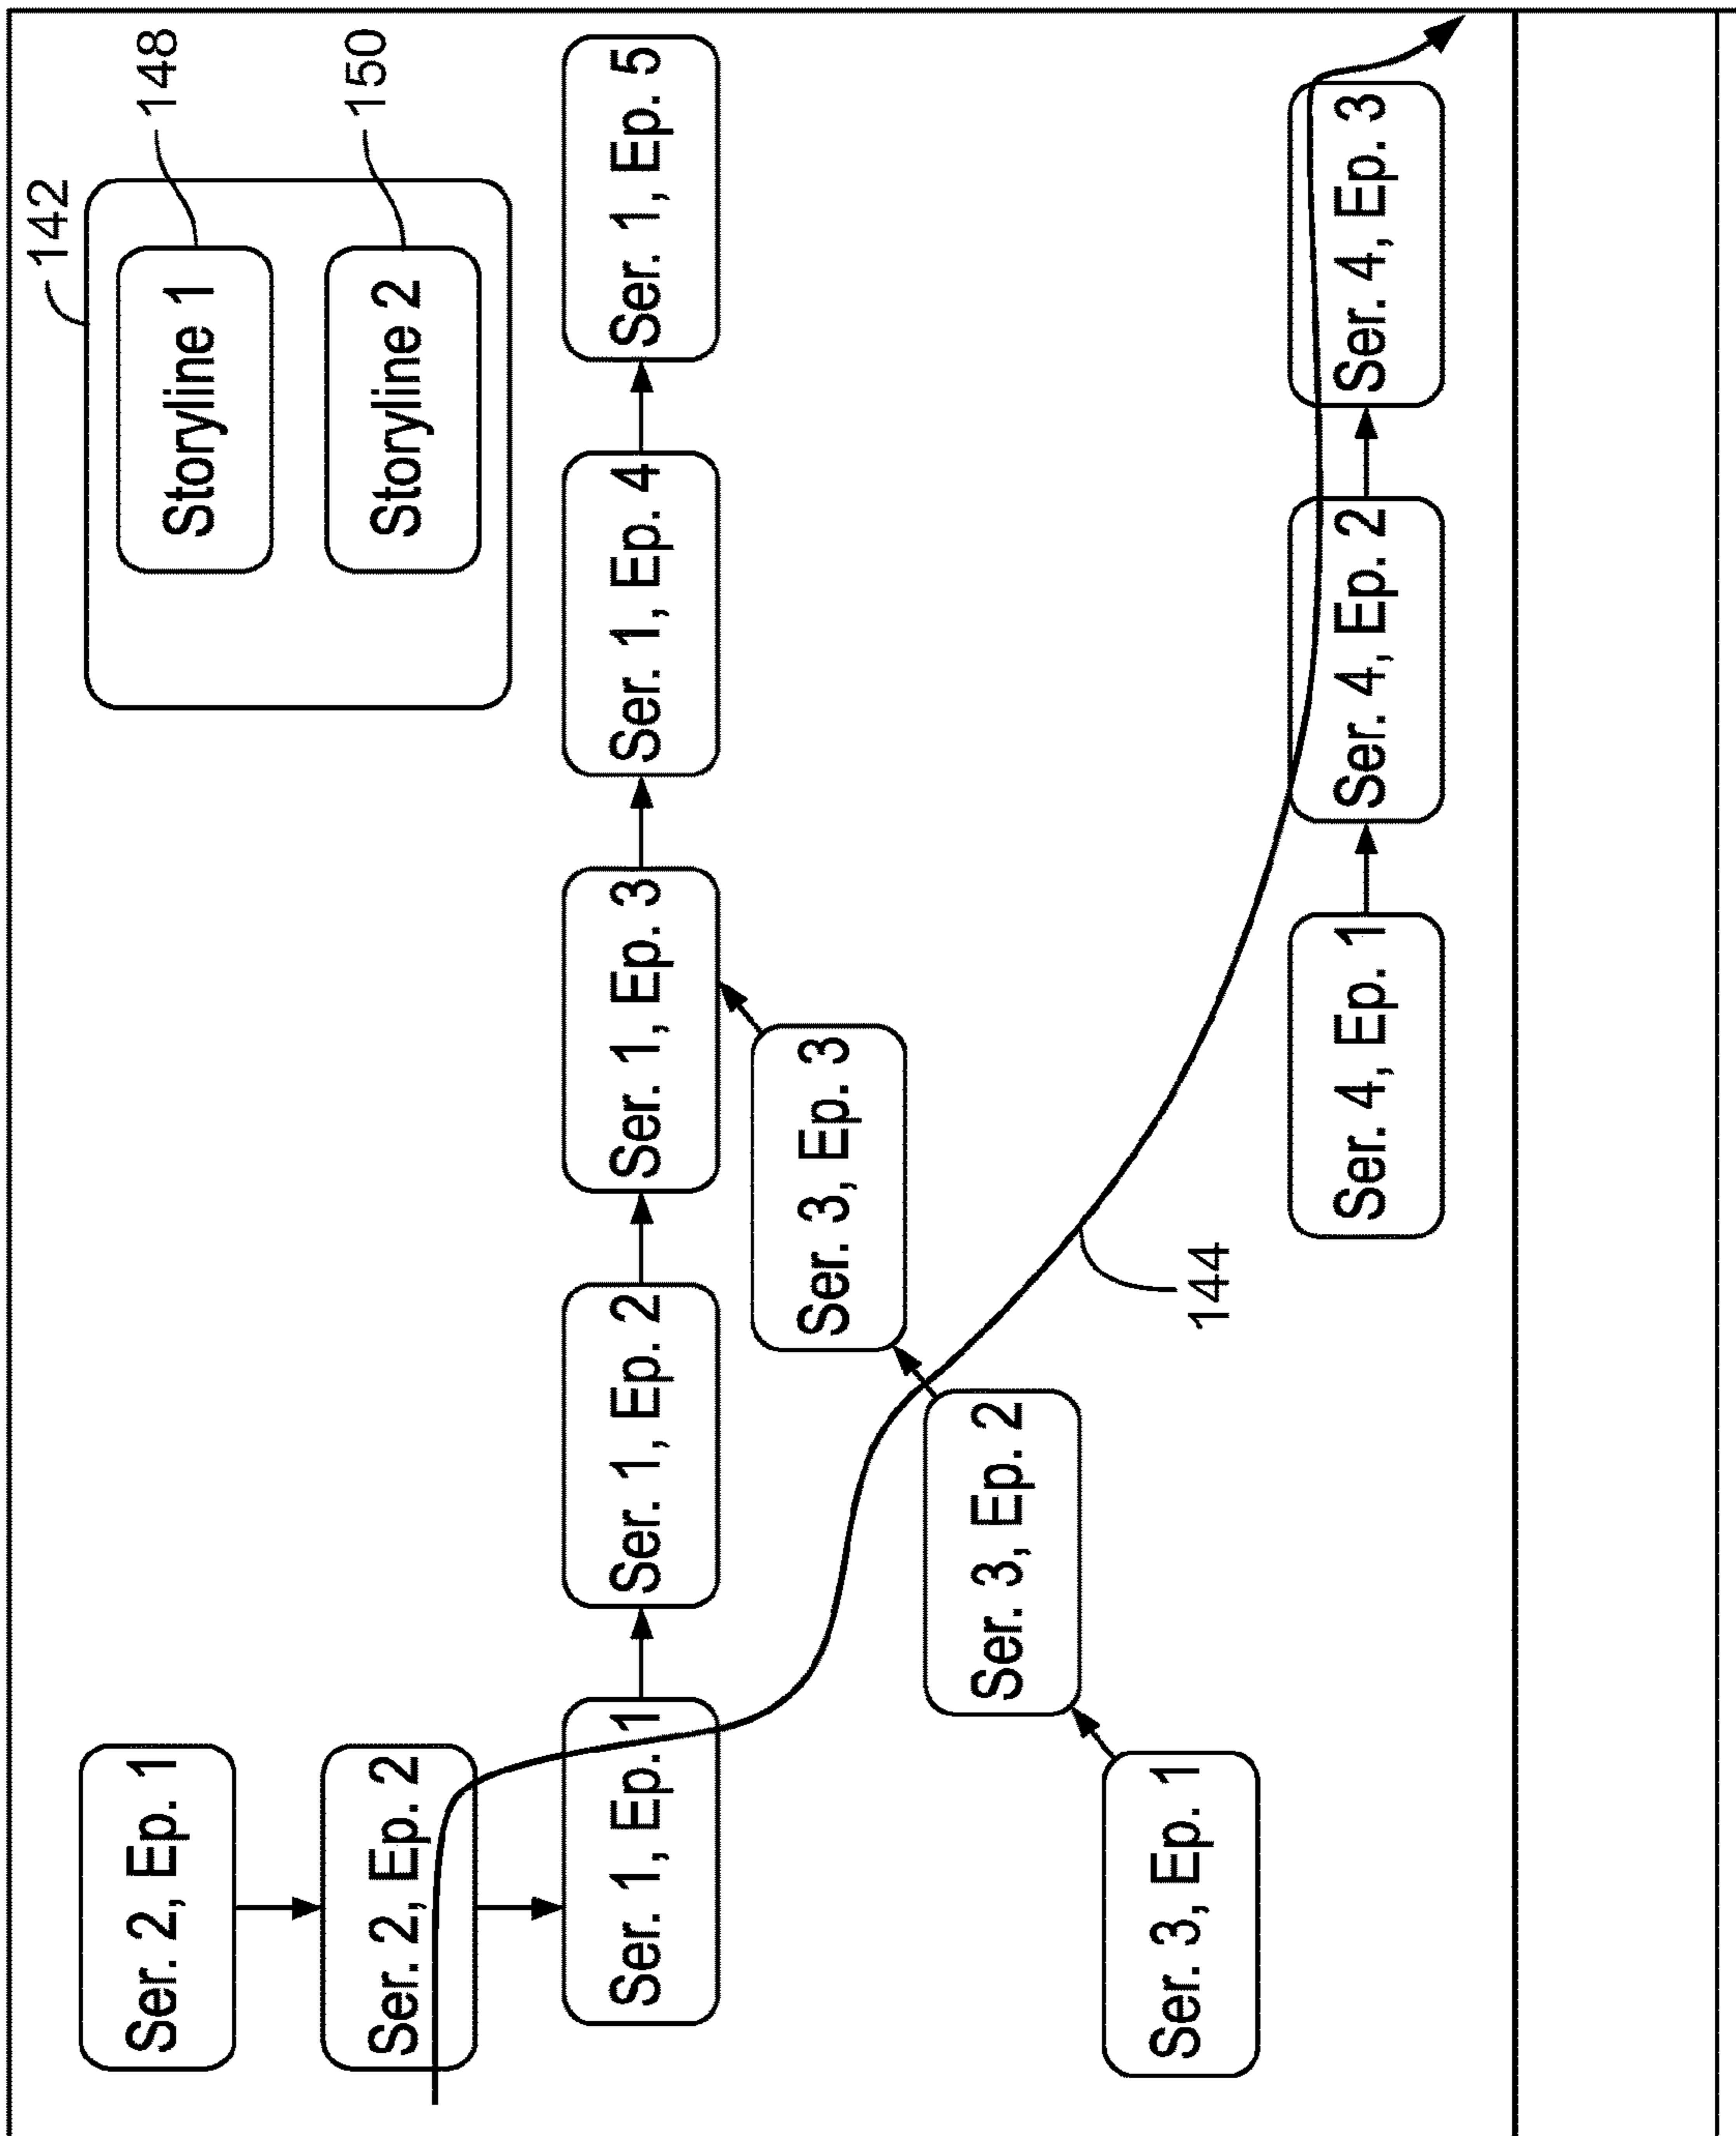 142
Ser. 2, Ep. 1
Storyline 1
148
Ser. 2, Ep. 2
Storyline 2
150
Ser. 1, Ep. 1
Ser. 1, Ep. 2
Ser. 1, Ep. 3
Ser. 1, Ep. 4
Ser. 1, Ep. 5
Ser. 3, Ep. 3
Ser. 3, Ep. 2
Ser. 3, Ep. 1
144
Ser. 4, Ep. 1
Ser. 4, Ep. 2
Ser. 4, Ep. 3